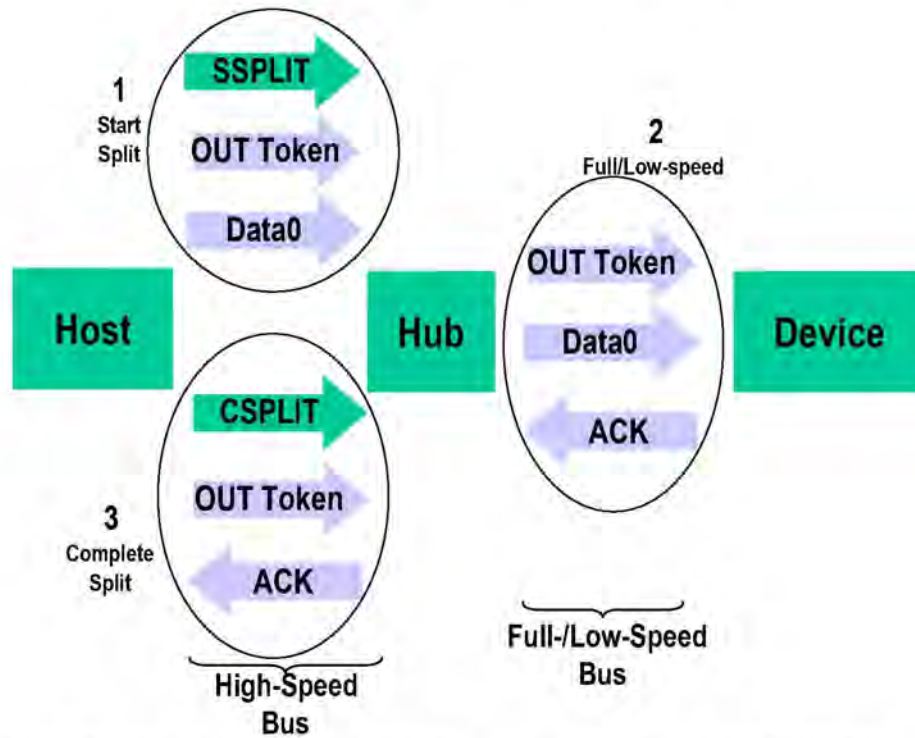 1
Start
Split
SSPLIT
OUT Token
Data0
2
Full/Low-speed
OUT Token
Data0
ACK
Host
Hub
Device
3
Complete
Split
CSPLIT
OUT Token
ACK
High-Speed
Bus
Full-/Low-Speed
Bus